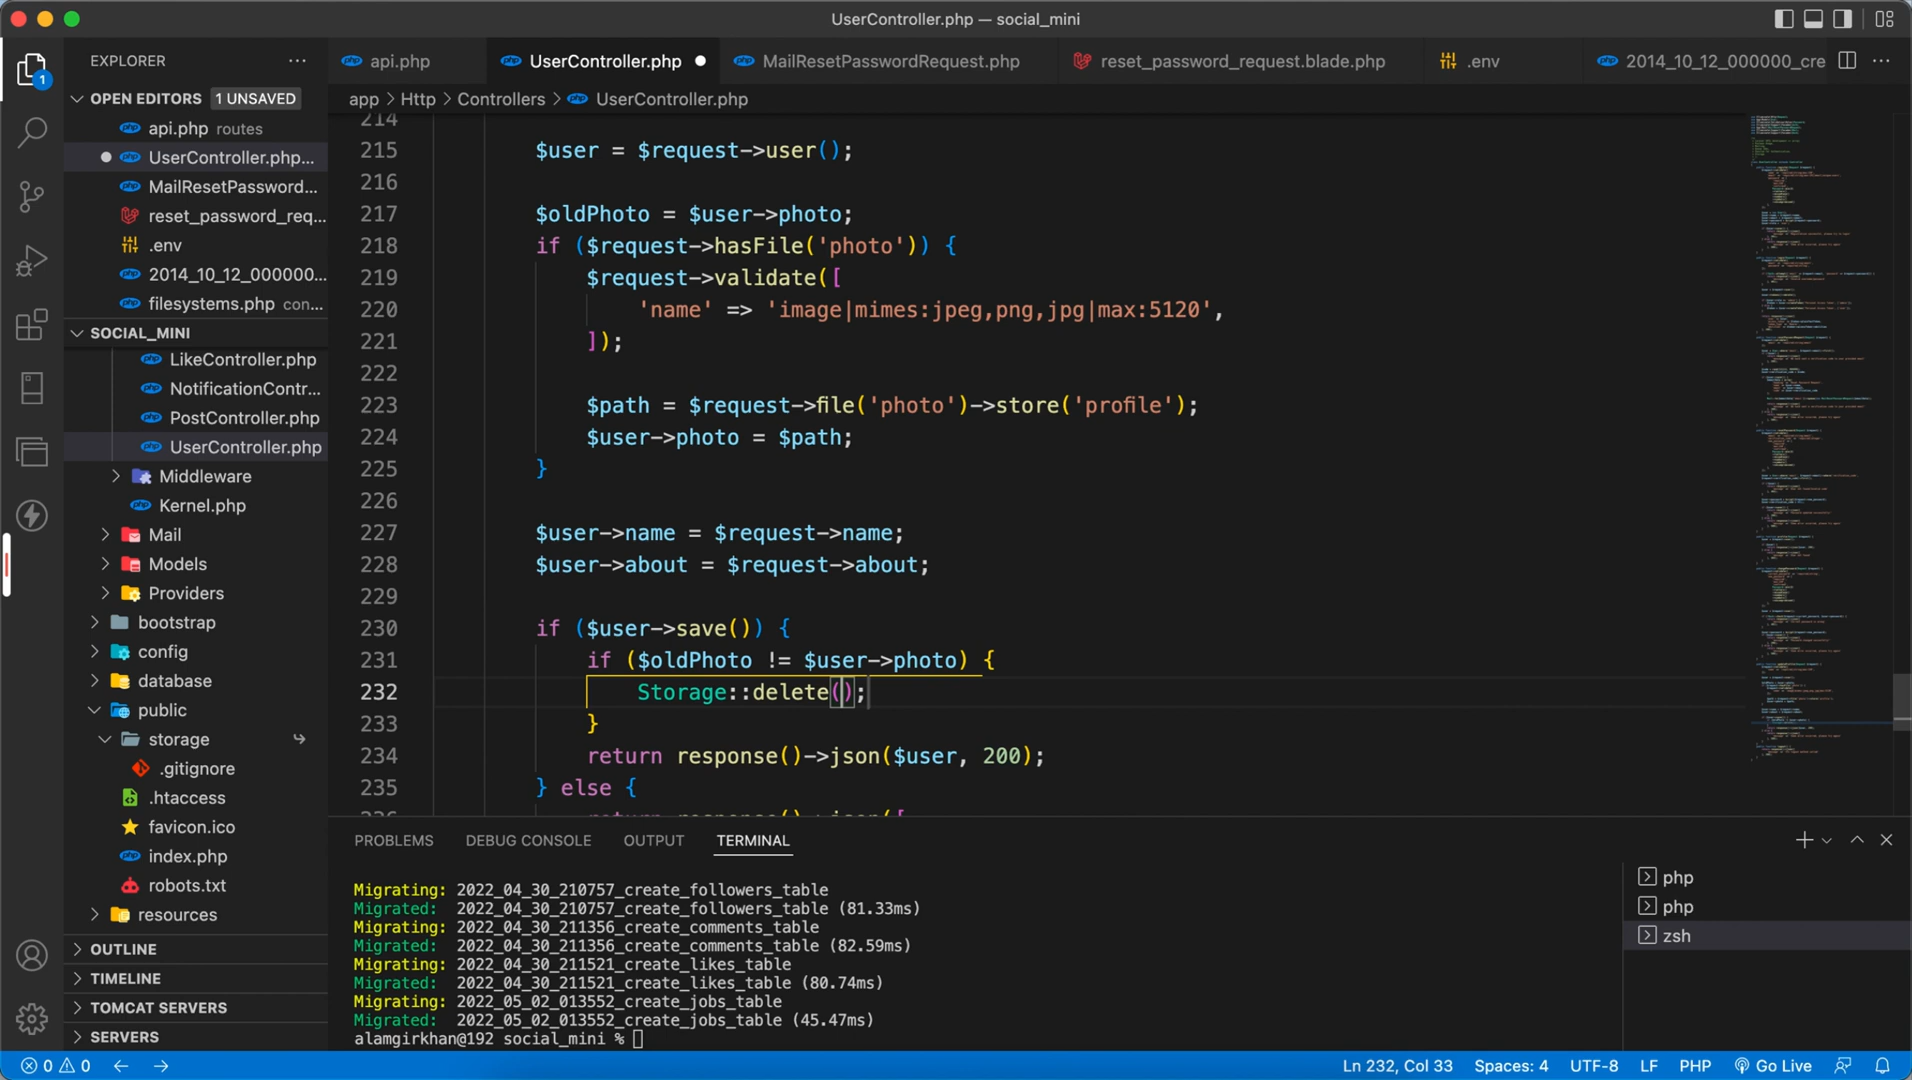 UserController.php — social_mini
EXPLORER
api.php
UserController.php
MailResetPasswordRequest.php
reset_password_request.blade.php
.env
2014_10_12_000000_cre
OPEN EDITORS 1 UNSAVED
api.php routes
UserController.php...
MailResetPassword...
reset_password_req...
.env
2014_10_12_000000...
filesystems.php con...
SOCIAL_MINI
LikeController.php
NotificationContr...
PostController.php
UserController.php
Middleware
Kernel.php
Mail
Models
Providers
bootstrap
config
database
public
storage
.gitignore
.htaccess
favicon.ico
index.php
robots.txt
resources
OUTLINE
TIMELINE
TOMCAT SERVERS
SERVERS
app > Http > Controllers > UserController.php
214
215 $user = $request->user();
216
217 $oldPhoto = $user->photo;
218 if ($request->hasFile('photo')) {
219 $request->validate([
220 'name' => 'image|mimes:jpeg,png,jpg|max:5120',
221 ]);
222
223 $path = $request->file('photo')->store('profile');
224 $user->photo = $path;
225 }
226
227 $user->name = $request->name;
228 $user->about = $request->about;
229
230 if ($user->save()) {
231 if ($oldPhoto != $user->photo) {
232 Storage::delete();
233 }
234 return response()->json($user, 200);
235 } else {
236 return response()->json([
PROBLEMS DEBUG CONSOLE OUTPUT TERMINAL
Migrating: 2022_04_30_210757_create_followers_table
Migrated: 2022_04_30_210757_create_followers_table (81.33ms)
Migrating: 2022_04_30_211356_create_comments_table
Migrated: 2022_04_30_211356_create_comments_table (82.59ms)
Migrating: 2022_04_30_211521_create_likes_table
Migrated: 2022_04_30_211521_create_likes_table (80.74ms)
Migrating: 2022_05_02_013552_create_jobs_table
Migrated: 2022_05_02_013552_create_jobs_table (45.47ms)
alamgirkhan@192 social_mini %
php
php
zsh
1
0 0
Ln 232, Col 33 Spaces: 4 UTF-8 LF PHP Go Live